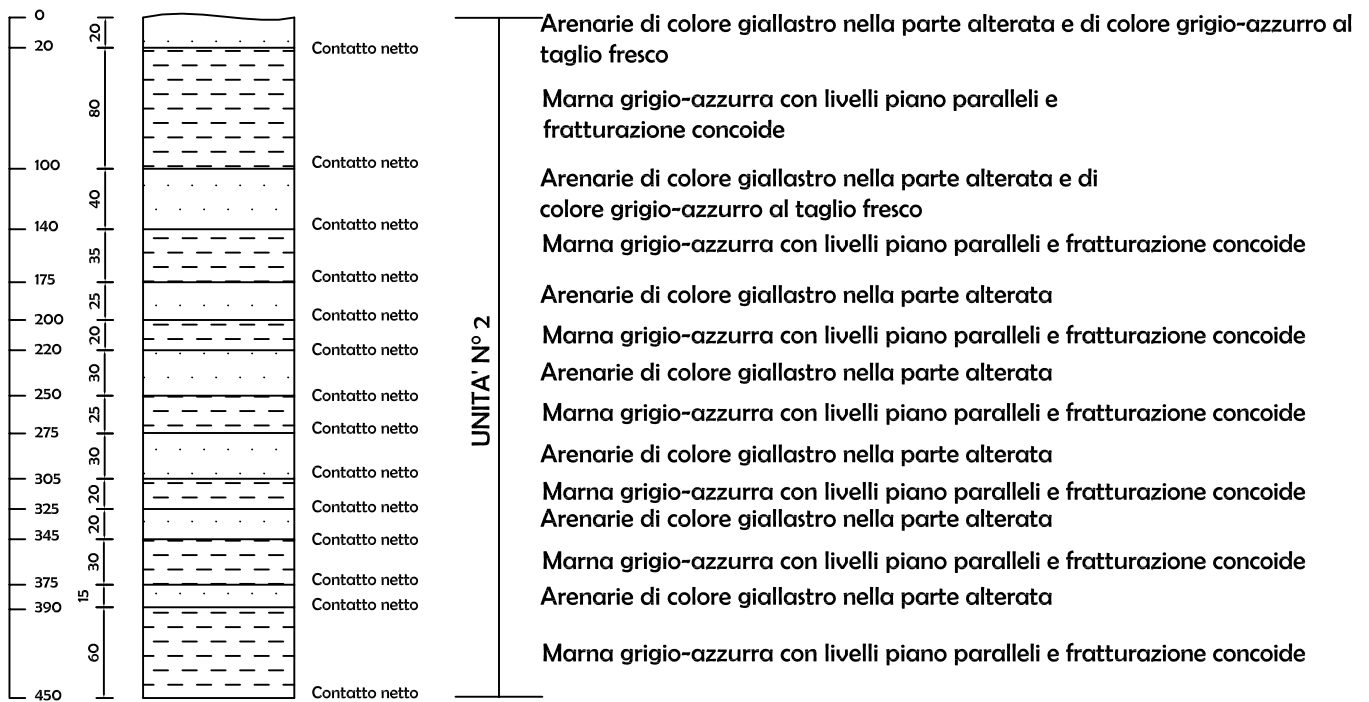 0
20
100
140
175
200
220
250
275
305
325
345
375
390
450
20
80
40
35
25
20
30
25
30
20
20
30
15
60
Contatto netto
Contatto netto
Contatto netto
Contatto netto
Contatto netto
Contatto netto
Contatto netto
Contatto netto
Contatto netto
Contatto netto
Contatto netto
Contatto netto
Contatto netto
Contatto netto
UNITA' N° 2
Arenarie di colore giallastro nella parte alterata e di colore grigio-azzurro al
taglio fresco
Marna grigio-azzurra con livelli piano paralleli e
fratturazione concoide
Arenarie di colore giallastro nella parte alterata e di
colore grigio-azzurro al taglio fresco
Marna grigio-azzurra con livelli piano paralleli e fratturazione concoide
Arenarie di colore giallastro nella parte alterata
Marna grigio-azzurra con livelli piano paralleli e fratturazione concoide
Arenarie di colore giallastro nella parte alterata
Marna grigio-azzurra con livelli piano paralleli e fratturazione concoide
Arenarie di colore giallastro nella parte alterata
Marna grigio-azzurra con livelli piano paralleli e fratturazione concoide
Arenarie di colore giallastro nella parte alterata
Marna grigio-azzurra con livelli piano paralleli e fratturazione concoide
Arenarie di colore giallastro nella parte alterata
Marna grigio-azzurra con livelli piano paralleli e fratturazione concoide